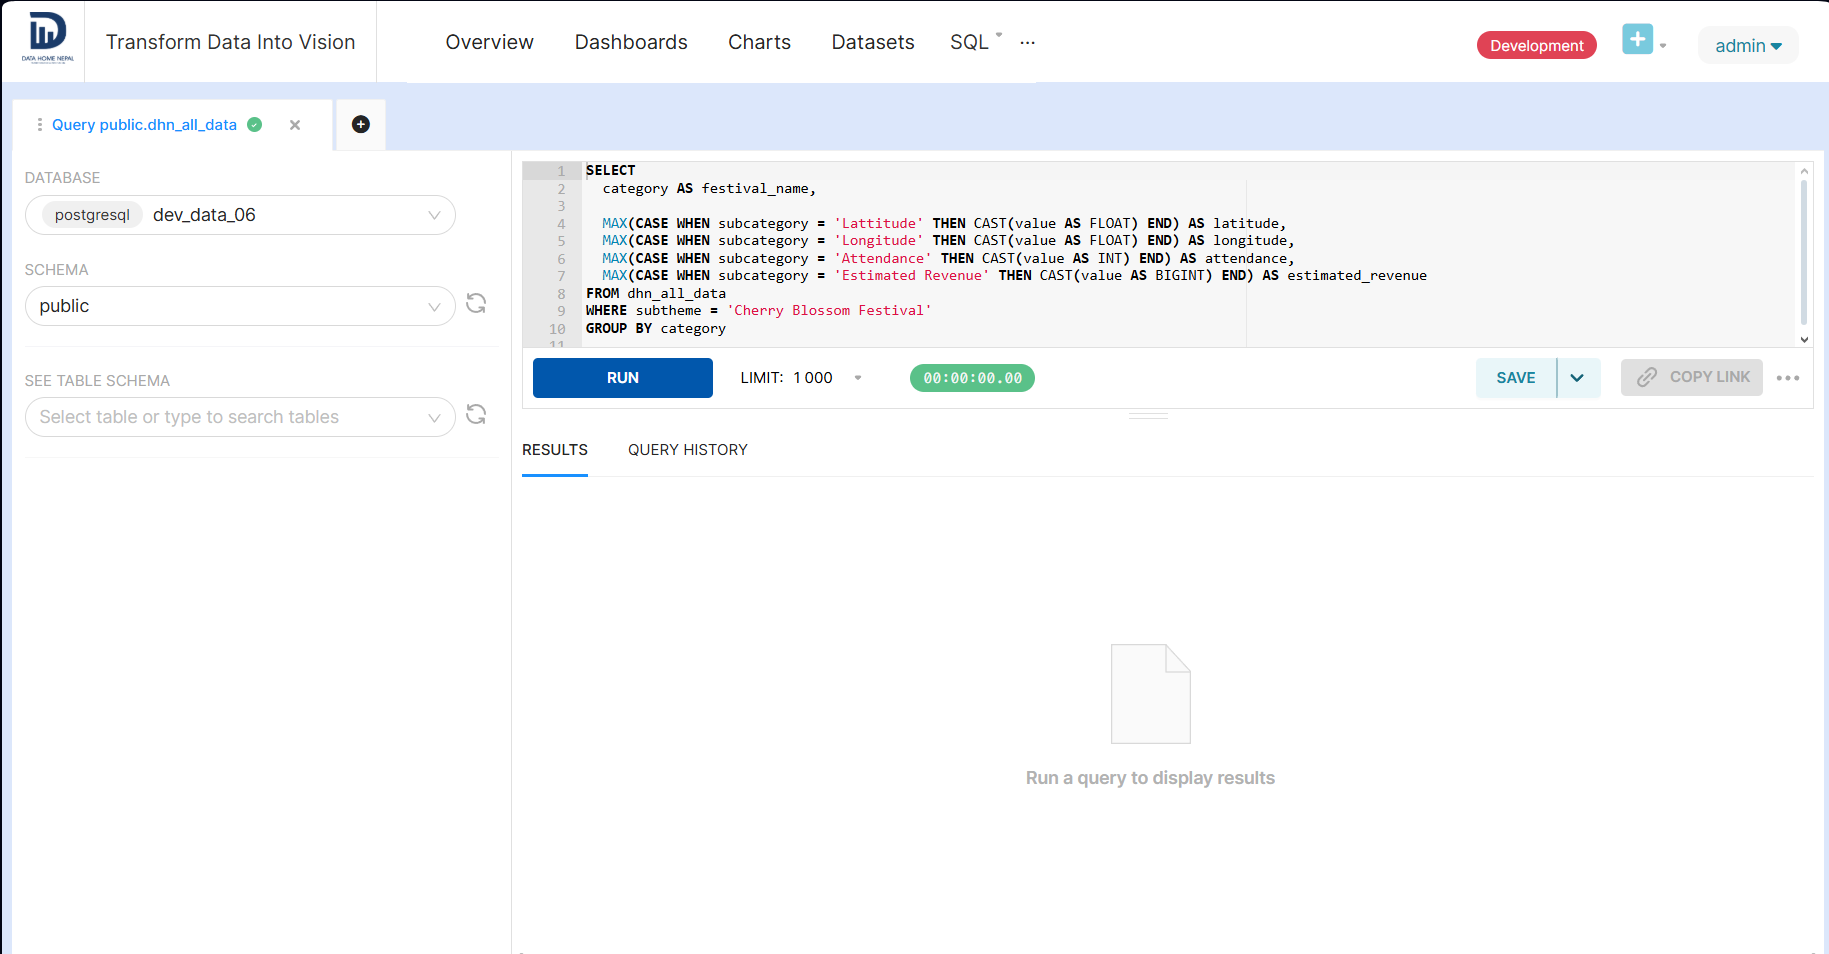 DATA HOME NEPAL
Transform Data Into Vision
Overview
Dashboards
Charts
Datasets
SQL
...
Development
admin
Query public.dhn_all_data
DATABASE
postgresql dev_data_06
SCHEMA
public
SEE TABLE SCHEMA
Select table or type to search tables
1 SELECT
2 category AS festival_name,
3
4 MAX(CASE WHEN subcategory = 'Lattitude' THEN CAST(value AS FLOAT) END) AS latitude,
5 MAX(CASE WHEN subcategory = 'Longitude' THEN CAST(value AS FLOAT) END) AS longitude,
6 MAX(CASE WHEN subcategory = 'Attendance' THEN CAST(value AS INT) END) AS attendance,
7 MAX(CASE WHEN subcategory = 'Estimated Revenue' THEN CAST(value AS BIGINT) END) AS estimated_revenue
8 FROM dhn_all_data
9 WHERE subtheme = 'Cherry Blossom Festival'
10 GROUP BY category
11
RUN
LIMIT: 1 000
00:00:00.00
SAVE
COPY LINK
RESULTS
QUERY HISTORY
Run a query to display results